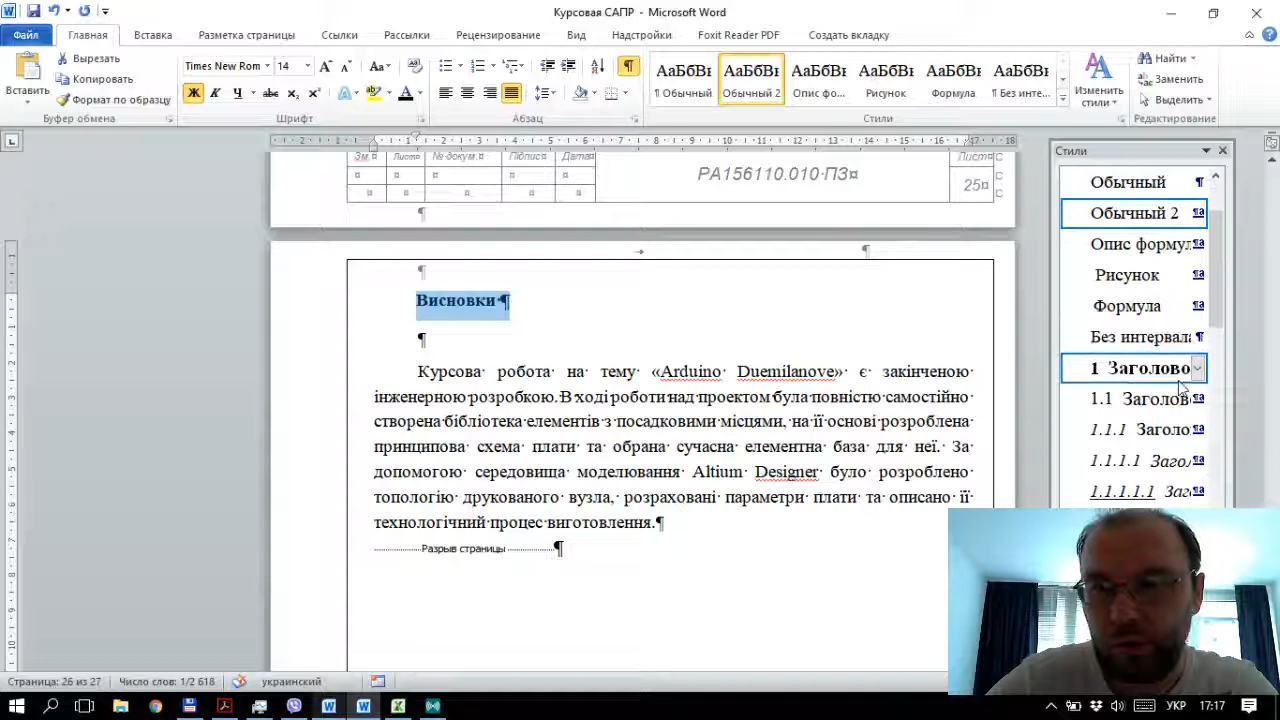 Курсовая САПР - Microsoft Word
Файл Главная Вставка Разметка страницы Ссылки Рассылки Рецензирование Вид Надстройки Foxit Reader PDF Создать вкладку
Вставить
Вырезать
Копировать
Формат по образцу
Буфер обмена
Times New Rom 14
Шрифт
Абзац
АаБбВı АаБбВı АаБбВı АаБбВı АаБбВı АаБбВı
¶ Обычный Обычный 2 Опис фо... Рисунок Формула ¶ Без инте...
Изменить стили
Стили
Найти
Заменить
Выделить
Редактирование
Зм.¤ Лист¤ № докум.¤ Підпис¤ Дата¤
РА156110.010·ПЗ¤
Лист¤
25¤
Висновки·¶
Курсова робота на тему «Arduino Duemilanove» є закінченою
інженерною розробкою. В ході роботи над проектом була повністю самостійно
створена бібліотека елементів з посадковими місцями, на її основі розроблена
принципова схема плати та обрана сучасна елементна база для неї. За
допомогою середовища моделювання Altium Designer було розроблено
топологію друкованого вузла, розраховані параметри плати та описано її
технологічний процес виготовлення.¶
Разрыв страницы ¶
Стили
Обычный ¶
Обычный 2
Опис формул
Рисунок
Формула
Без интервала ¶
1 Заголово
1.1 Заголов
1.1.1 Заголо
1.1.1.1 Загол
1.1.1.1.1 Заг
Страница: 26 из 27 Число слов: 1/2 618 украинский
УКР 17:17